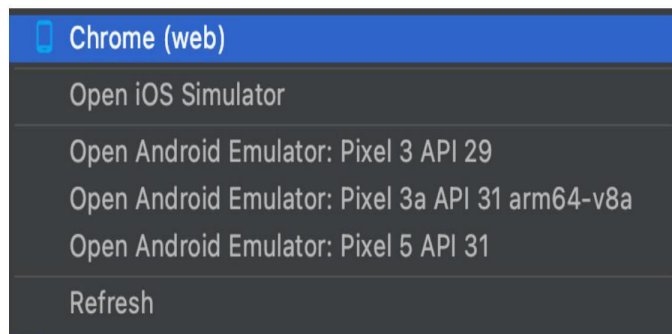 Chrome (web)
Open iOS Simulator
Open Android Emulator: Pixel 3 API 29
Open Android Emulator: Pixel 3a API 31 arm64-v8a
Open Android Emulator: Pixel 5 API 31
Refresh